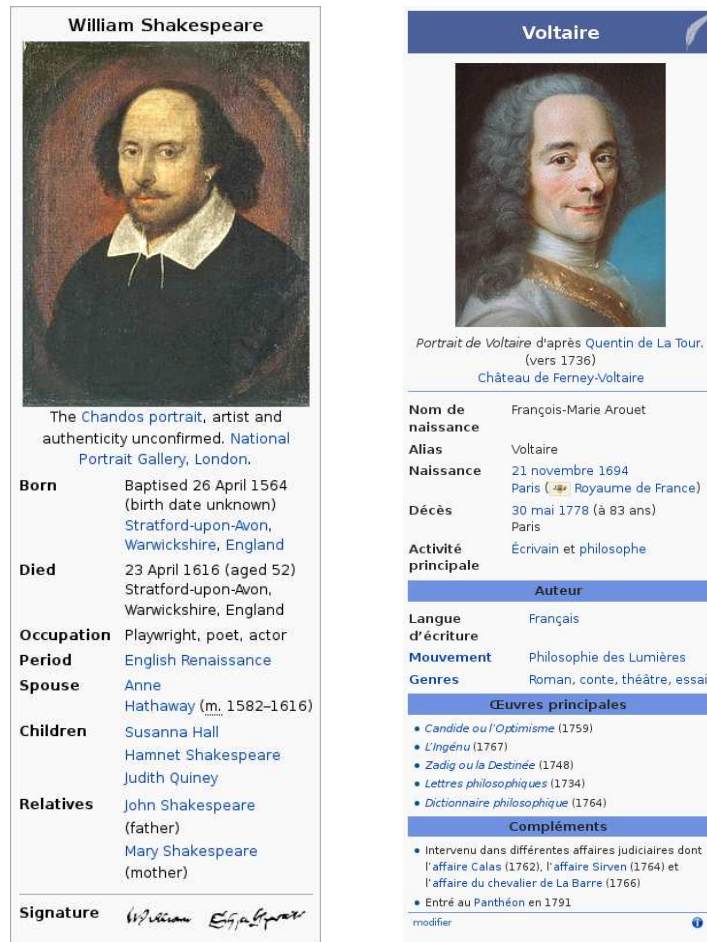 William Shakespeare
The Chandos portrait, artist and
authenticity unconfirmed. National
Portrait Gallery, London.
Born Baptised 26 April 1564
(birth date unknown)
Stratford-upon-Avon,
Warwickshire, England
Died 23 April 1616 (aged 52)
Stratford-upon-Avon,
Warwickshire, England
Occupation Playwright, poet, actor
Period English Renaissance
Spouse Anne
Hathaway (m. 1582–1616)
Children Susanna Hall
Hamnet Shakespeare
Judith Quiney
Relatives John Shakespeare
(father)
Mary Shakespeare
(mother)
Signature
Voltaire
Portrait de Voltaire d'après Quentin de La Tour.
(vers 1736)
Château de Ferney-Voltaire
Nom de François-Marie Arouet
naissance
Alias Voltaire
Naissance 21 novembre 1694
Paris ( Royaume de France)
Décès 30 mai 1778 (à 83 ans)
Paris
Activité Écrivain et philosophe
principale
Auteur
Langue Français
d’écriture
Mouvement Philosophie des Lumières
Genres Roman, conte, théâtre, essai
Œuvres principales
• Candide ou l'Optimisme (1759)
• L'Ingénu (1767)
• Zadig ou la Destinée (1748)
• Lettres philosophiques (1734)
• Dictionnaire philosophique (1764)
Compléments
• Intervenu dans différentes affaires judiciaires dont
l'affaire Calas (1762), l'affaire Sirven (1764) et
l'affaire du chevalier de La Barre (1766)
• Entré au Panthéon en 1791
modifier